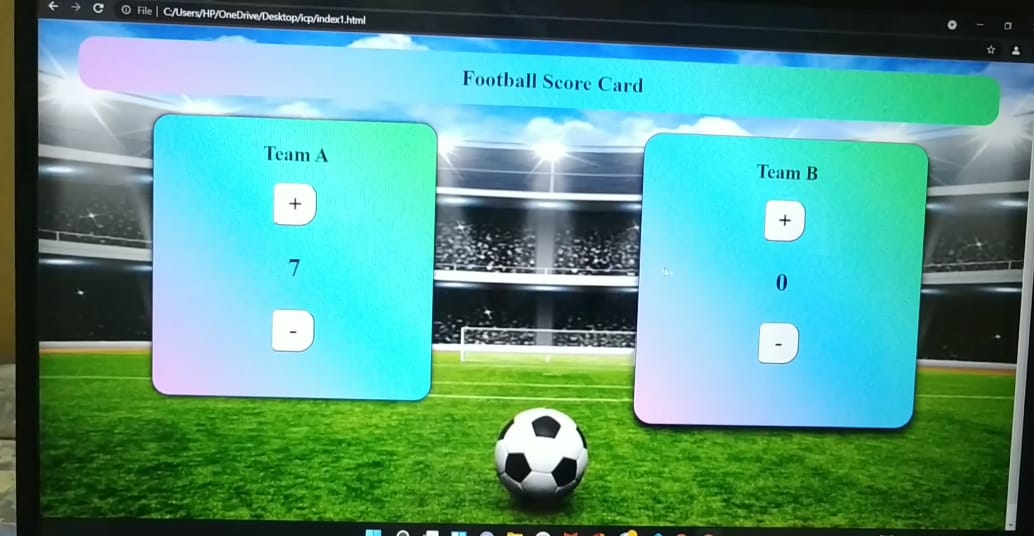 File | C:/Users/HP/OneDrive/Desktop/icp/index1.html
Football Score Card
Team A
+
7
-
Team B
+
0
-